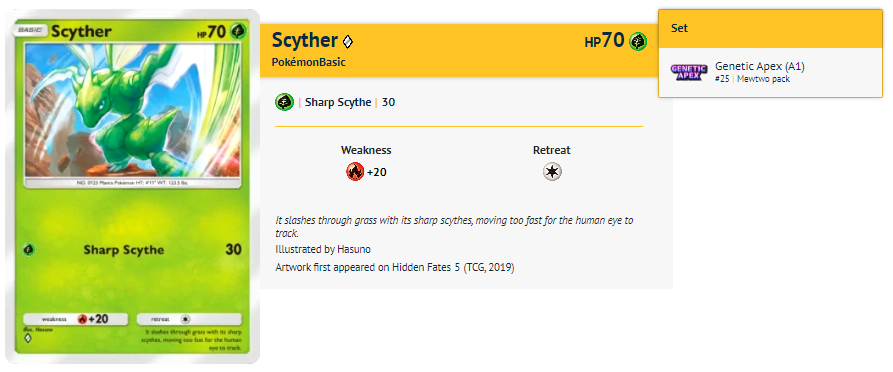 BASIC
Scyther
HP70
NO. 0123 Mantis Pokémon HT: 4'11" WT: 123.5 lbs.
Sharp Scythe 30
weakness +20 retreat
Illus. Hasuno
It slashes through grass with its sharp
scythes, moving too fast for the human
eye to track.
Scyther
HP70
PokémonBasic
| Sharp Scythe | 30
Weakness Retreat
+20
It slashes through grass with its sharp scythes, moving too fast for the human eye to
track.
Illustrated by Hasuno
Artwork first appeared on Hidden Fates 5 (TCG, 2019)
Set
GENETIC
APEX
Genetic Apex (A1)
#25 | Mewtwo pack